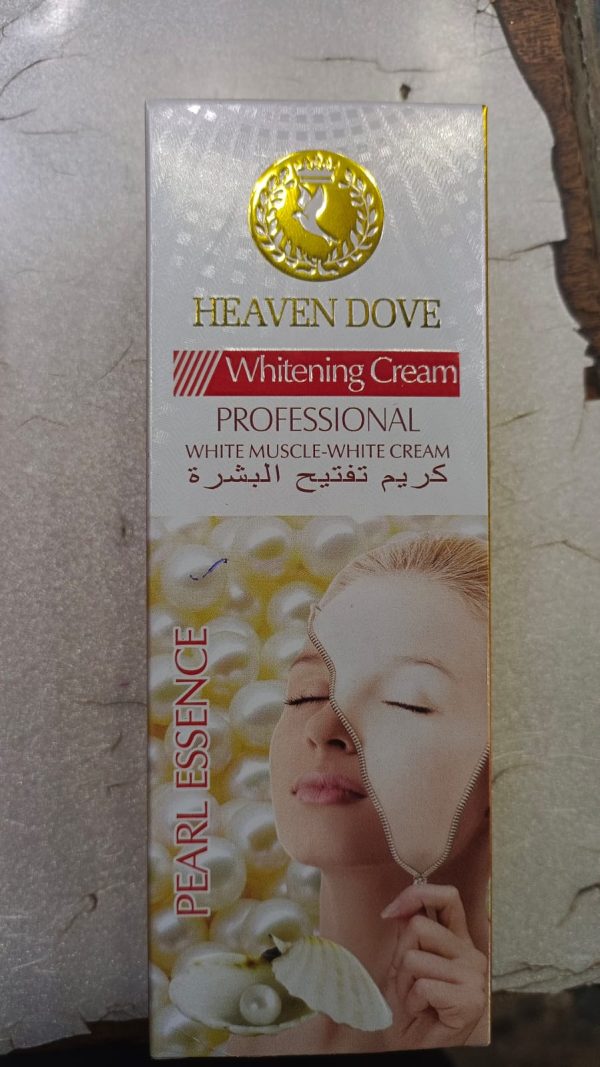 HEAVEN DOVE
Whitening Cream
PROFESSIONAL
WHITE MUSCLE-WHITE CREAM
كريم تفتيح البشرة
PEARL ESSENCE